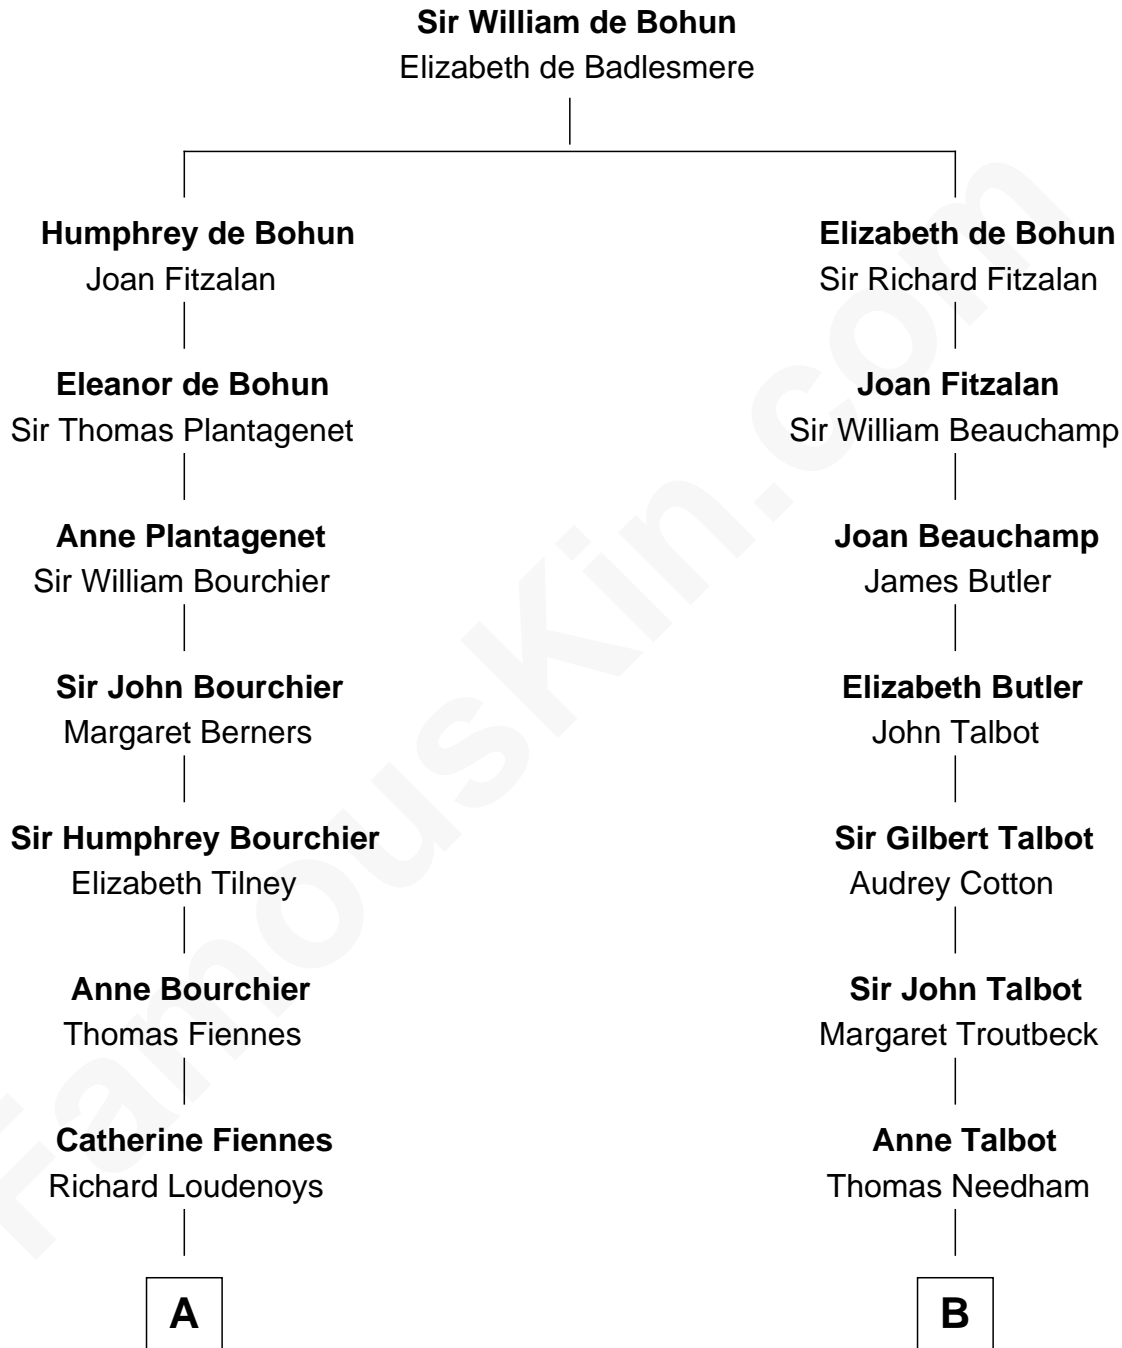 Sir William de Bohun
Elizabeth de Badlesmere
Humphrey de Bohun
Joan Fitzalan
Elizabeth de Bohun
Sir Richard Fitzalan
Eleanor de Bohun
Sir Thomas Plantagenet
Joan Fitzalan
Sir William Beauchamp
Anne Plantagenet
Sir William Bourchier
Joan Beauchamp
James Butler
Sir John Bourchier
Margaret Berners
Elizabeth Butler
John Talbot
Sir Humphrey Bourchier
Elizabeth Tilney
Sir Gilbert Talbot
Audrey Cotton
Anne Bourchier
Thomas Fiennes
Sir John Talbot
Margaret Troutbeck
Catherine Fiennes
Richard Loudenoys
Anne Talbot
Thomas Needham
A
B
FamousKin.com